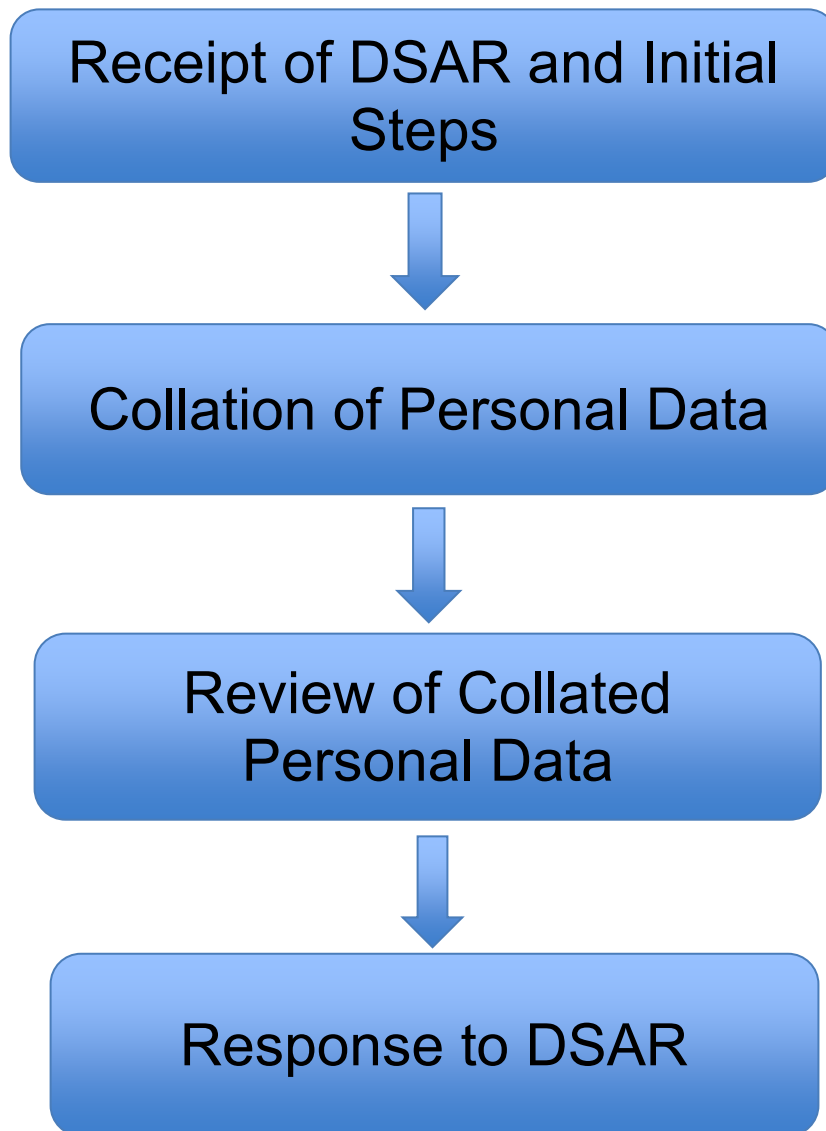 Receipt of DSAR and Initial
Steps
Collation of Personal Data
Review of Collated
Personal Data
Response to DSAR